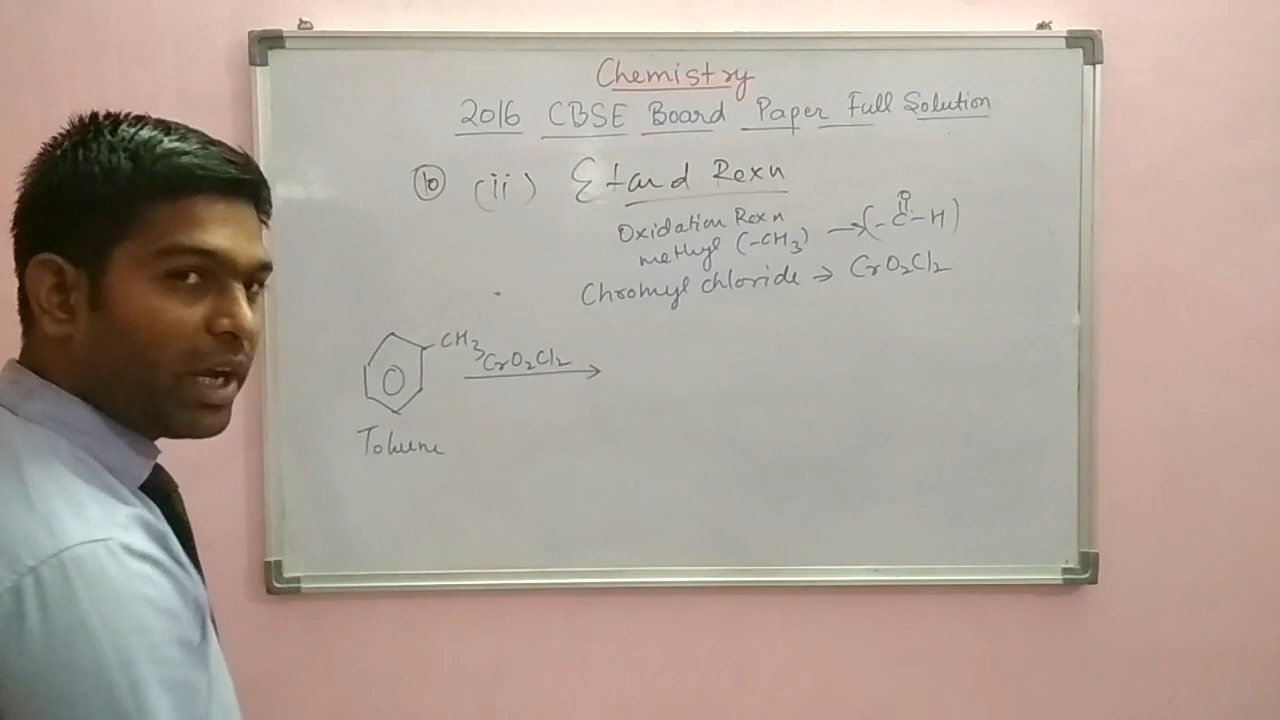 Chemistry
2016 CBSE Board Paper Full Solution
10 (ii) Etard Rexn
Oxidation Rexn
methyl (-CH3) → (-C-H)
O
Chromyl chloride → CrO2Cl2
CH3
CrO2Cl2
O
Toluene